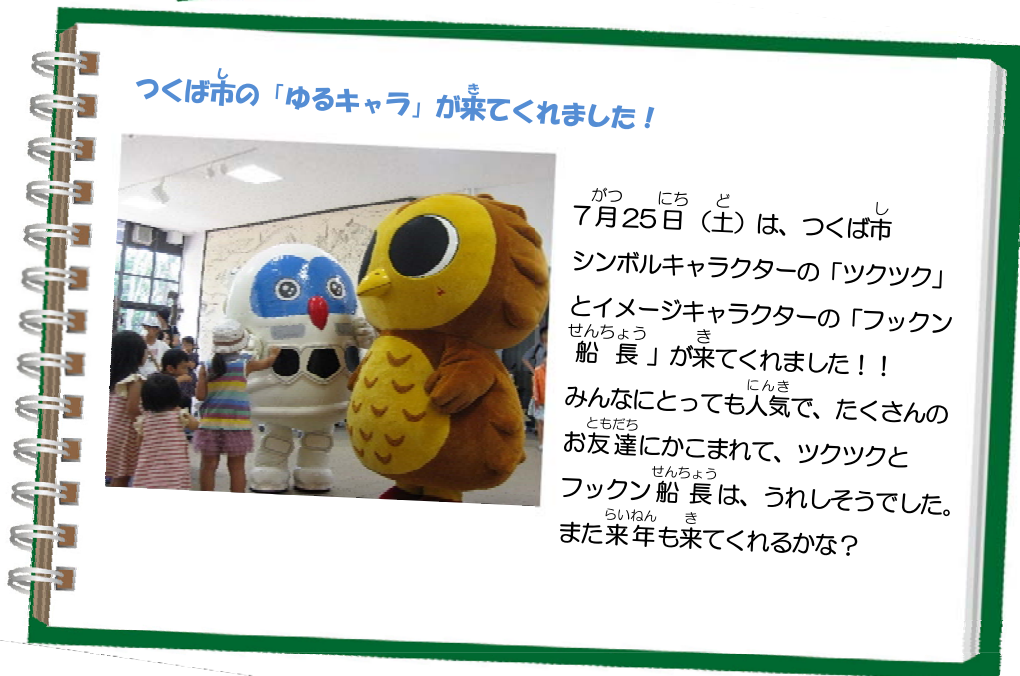 つくば市の「ゆるキャラ」が来てくれました！
7月25日（土）は、つくば市
シンボルキャラクターの「ツクツク」
とイメージキャラクターの「フックン
船長」が来てくれました！！
みんなにとっても人気で、たくさんの
お友達にかこまれて、ツクツクと
フックン船長は、うれしそうでした。
また来年も来てくれるかな？